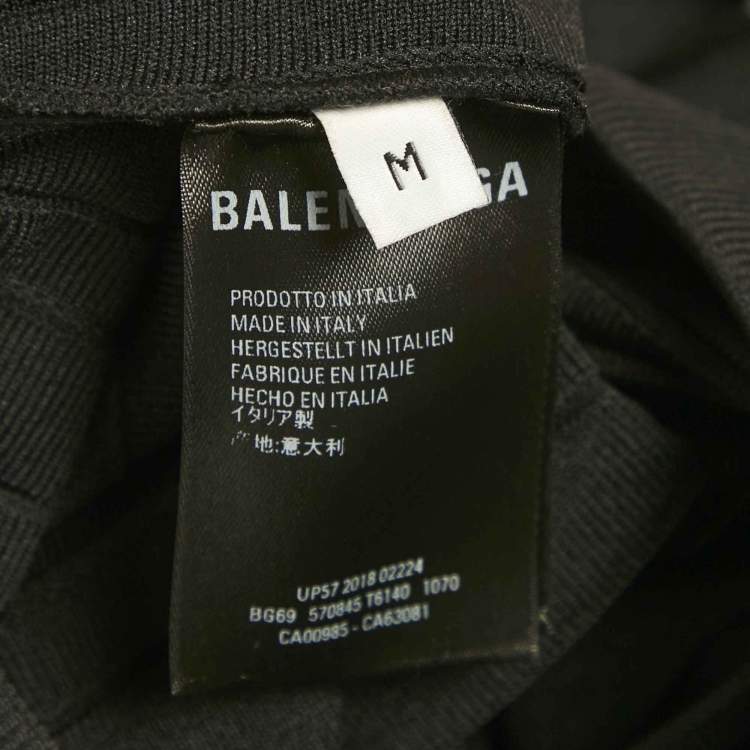 M
BALEN GA
PRODOTTO IN ITALIA
MADE IN ITALY
HERGESTELLT IN ITALIEN
FABRIQUE EN ITALIE
HECHO EN ITALIA
イタリア製
产地:意大利
UP57 2018 02224
BG69 570845 T6140 1070
CA00985 - CA63081